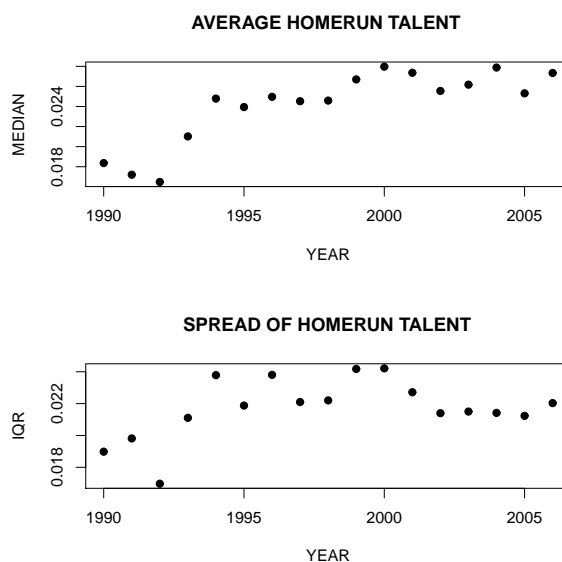 AVERAGE HOMERUN TALENT
MEDIAN
0.024
0.018
1990 1995 2000 2005
YEAR
SPREAD OF HOMERUN TALENT
IQR
0.022
0.018
1990 1995 2000 2005
YEAR